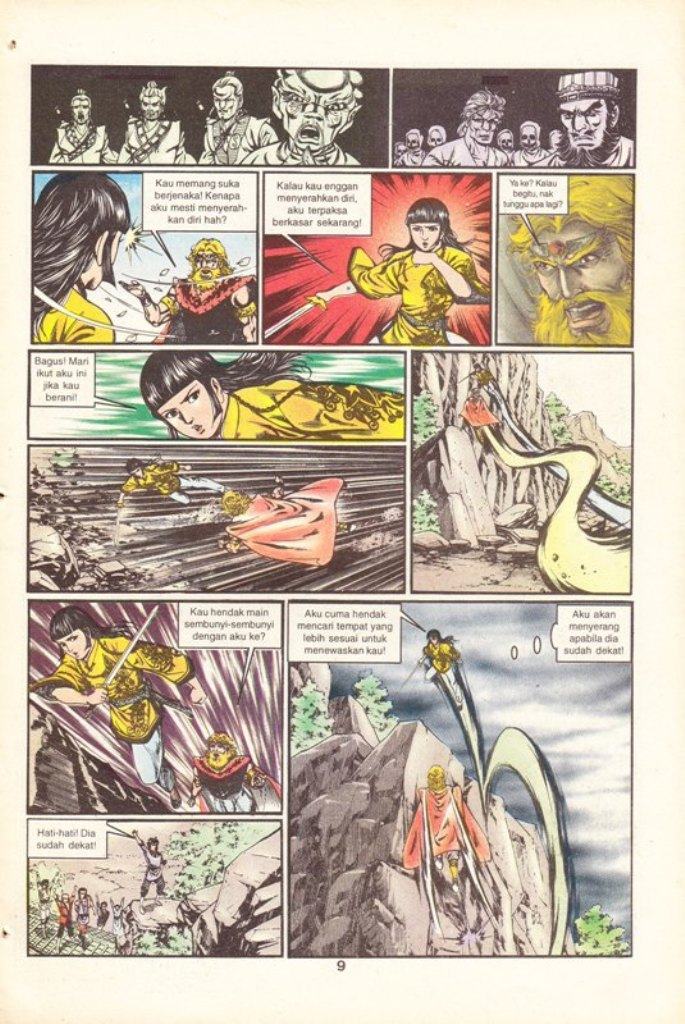 Kau memang suka
berjenaka! Kenapa
aku mesti menyerah-
kan diri hah?
Kalau kau enggan
menyerahkan diri,
aku terpaksa
berkasar sekarang!
Ya ke? Kalau
begitu, nak
tunggu apa lagi?
Bagus! Mari
ikut aku ini
jika kau
berani!
Kau hendak main
sembunyi-sembunyi
dengan aku ke?
Aku cuma hendak
mencari tempat yang
lebih sesuai untuk
menewaskan kau!
Aku akan
menyerang
apabila dia
sudah dekat!
Hati-hati! Dia
sudah dekat!
9